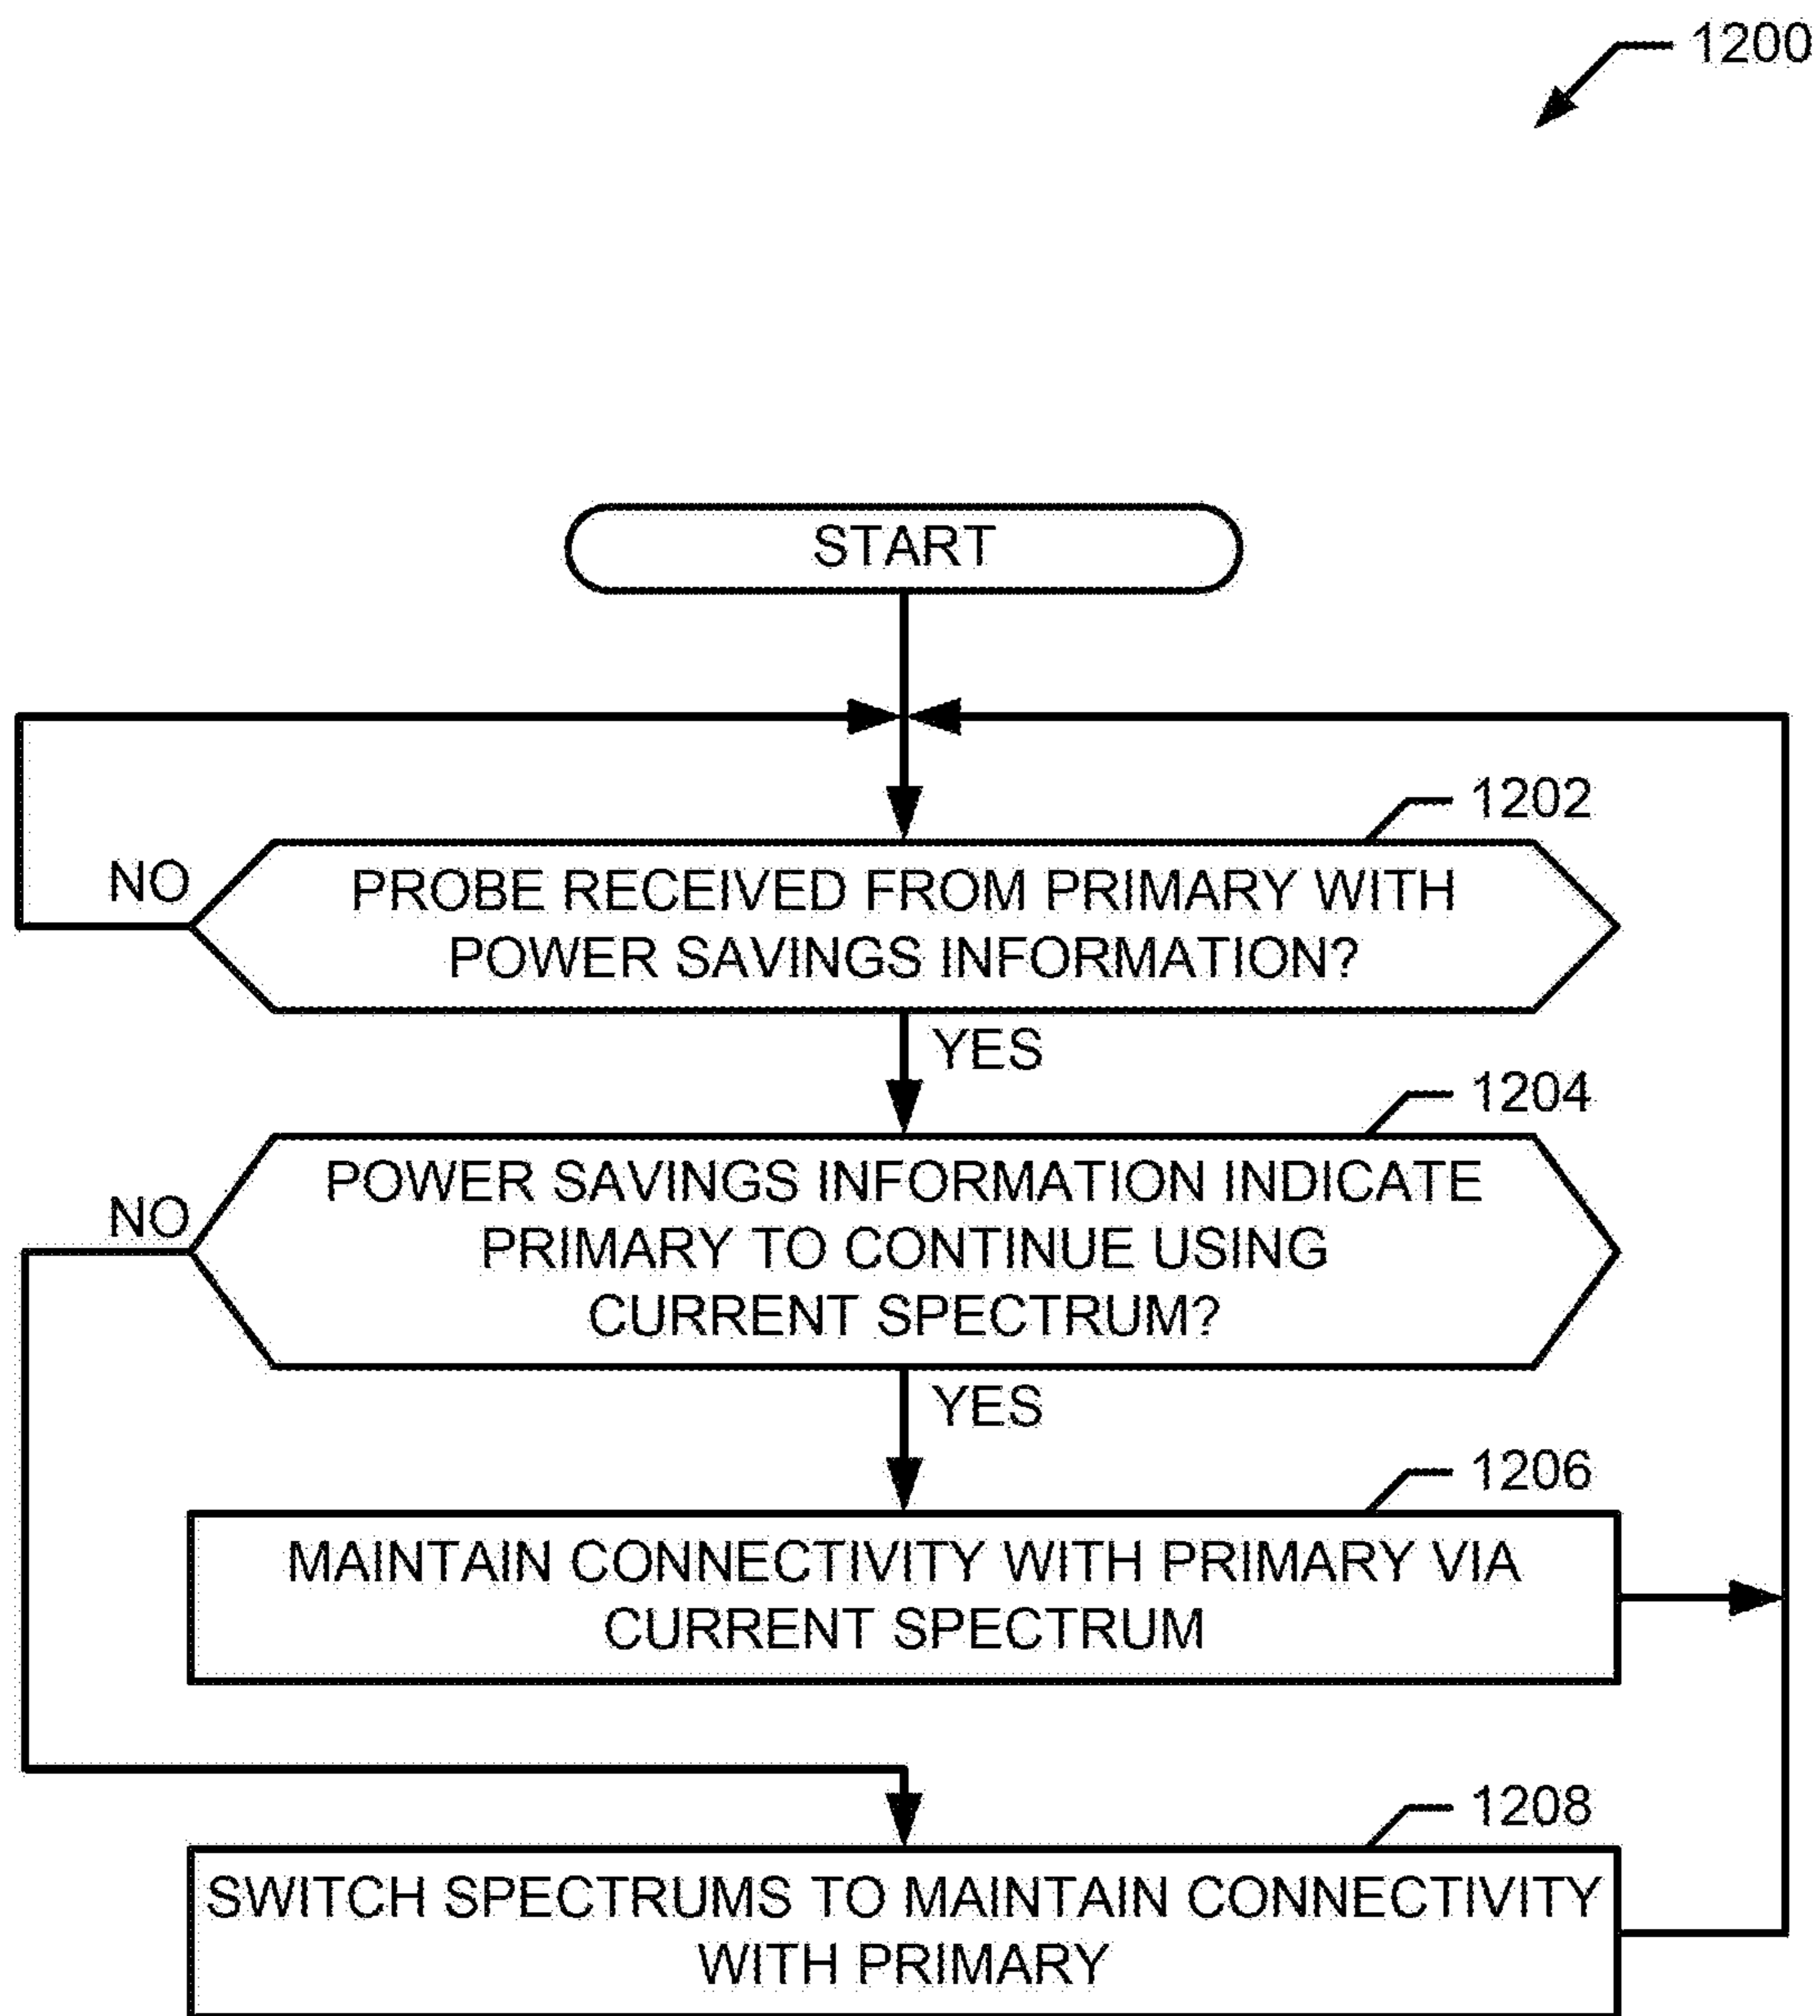 1200
START
1202
NO
PROBE RECEIVED FROM PRIMARY WITH
POWER SAVINGS INFORMATION?
YES
1204
NO
POWER SAVINGS INFORMATION INDICATE
PRIMARY TO CONTINUE USING
CURRENT SPECTRUM?
YES
1206
MAINTAIN CONNECTIVITY WITH PRIMARY VIA
CURRENT SPECTRUM
1208
SWITCH SPECTRUMS TO MAINTAIN CONNECTIVITY
WITH PRIMARY